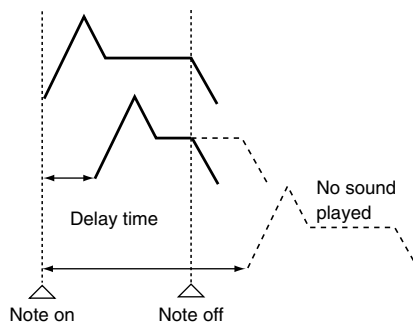 No sound
played
Delay time
Note on
Note off